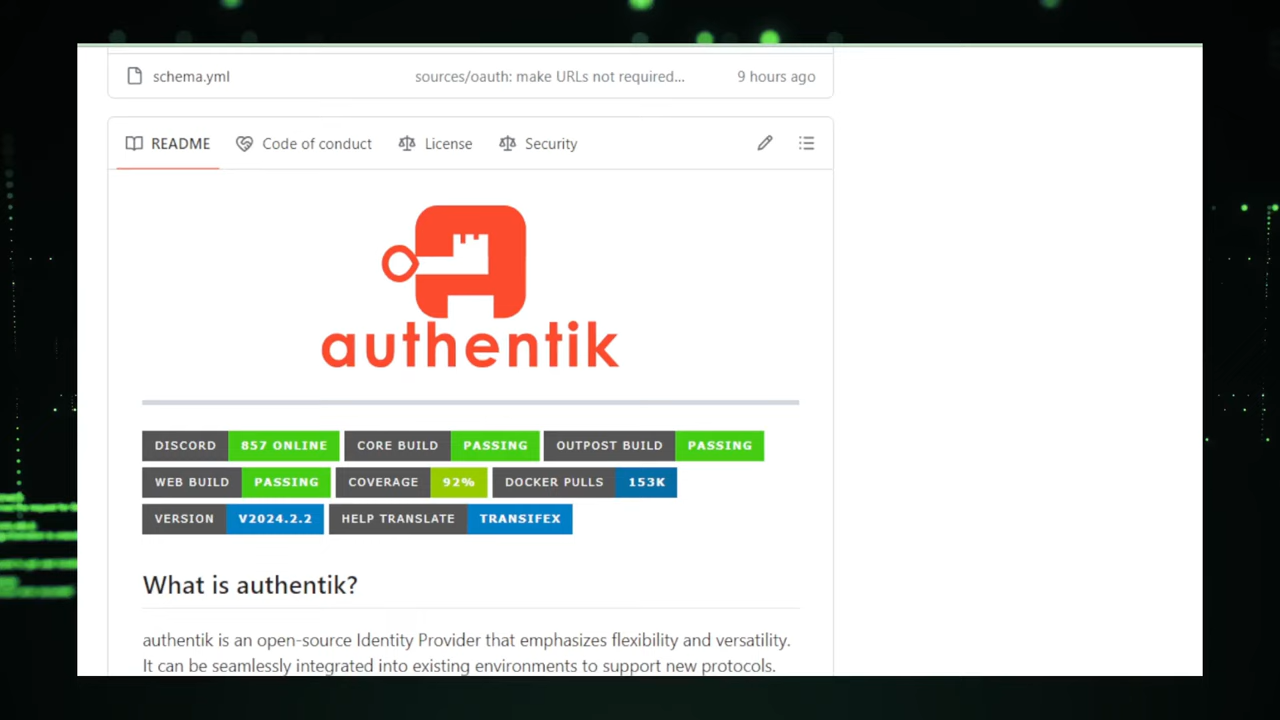 schema.yml sources/oauth: make URLs not required... 9 hours ago
README Code of conduct License Security
authentik
DISCORD 857 ONLINE CORE BUILD PASSING OUTPOST BUILD PASSING
WEB BUILD PASSING COVERAGE 92% DOCKER PULLS 153K
VERSION V2024.2.2 HELP TRANSLATE TRANSIFEX
What is authentik?
authentik is an open-source Identity Provider that emphasizes flexibility and versatility.
It can be seamlessly integrated into existing environments to support new protocols.